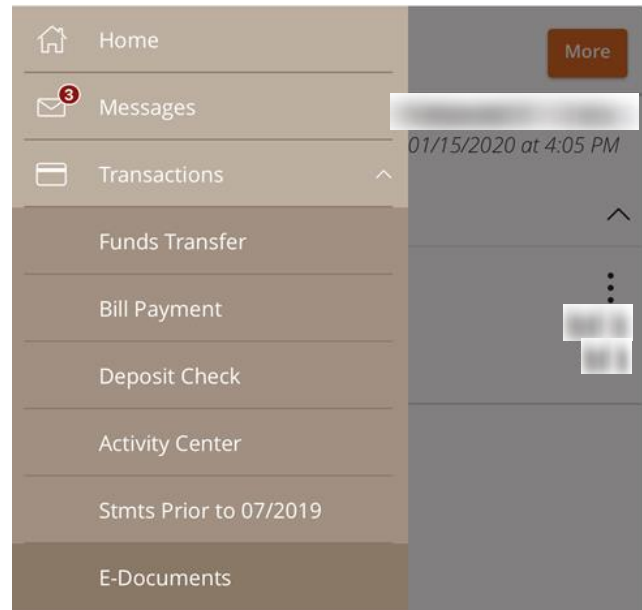 Home
More
3
Messages
01/15/2020 at 4:05 PM
Transactions
Funds Transfer
Bill Payment
Deposit Check
Activity Center
Stmts Prior to 07/2019
E-Documents